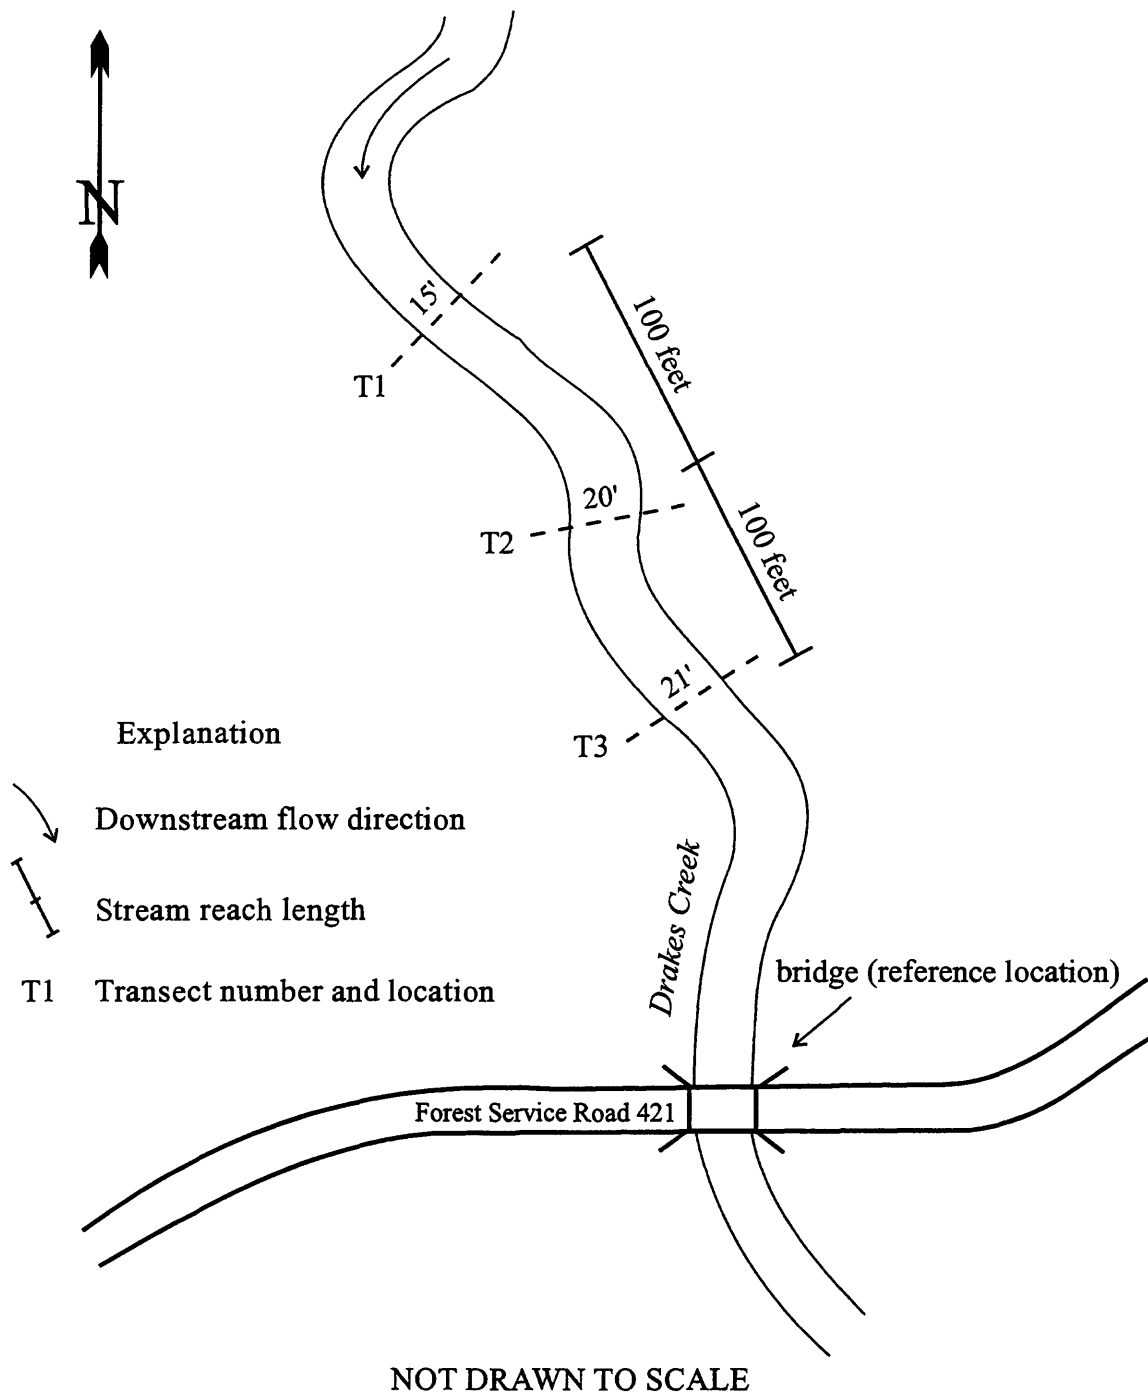 N
15'
100 feet
T1
20'
T2
100 feet
21'
T3
Explanation
Downstream flow direction
Stream reach length
T1 Transect number and location
Drakes Creek
bridge (reference location)
Forest Service Road 421
NOT DRAWN TO SCALE